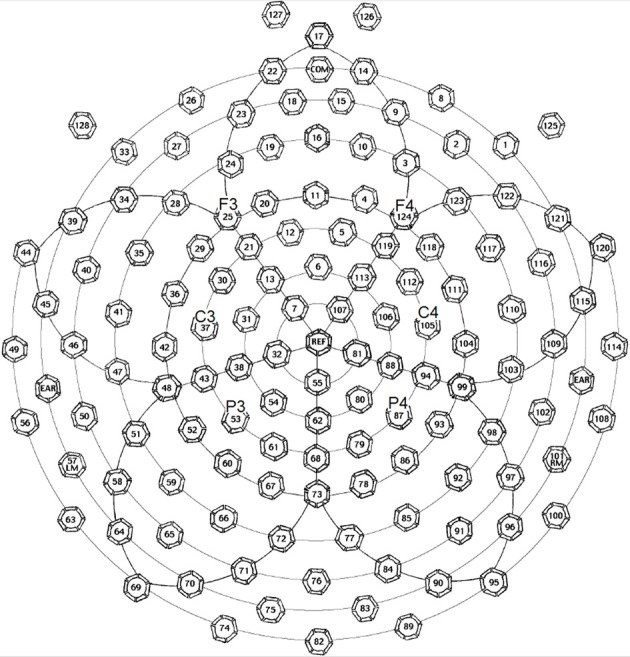 127 126
17
22 COM 14
26 18 15 8
23 9
128 125
33 27 19 16 10 2 1
24 3
34 28 F3 20 11 4 F4 123 122
39 25 124 121
44 29 21 12 5 119 118 117 120
35 116
40 30 13 6 113 112
36 111
45 41 C3 31 7 107 106 C4 110 115
37 105
49 46 42 REF 104 109 114
47 38 32 81 88 103
EAR 48 43 55 94 99 EAR
56 50 P3 54 80 P4 102 108
53 62 87
51 52 61 79 93 98
57 60 68 86 101
LM RM
58 59 67 73 78 92 97
63 66 85 100
64 65 72 77 91 96
71 84
69 70 76 90 95
75 83
74 89
82